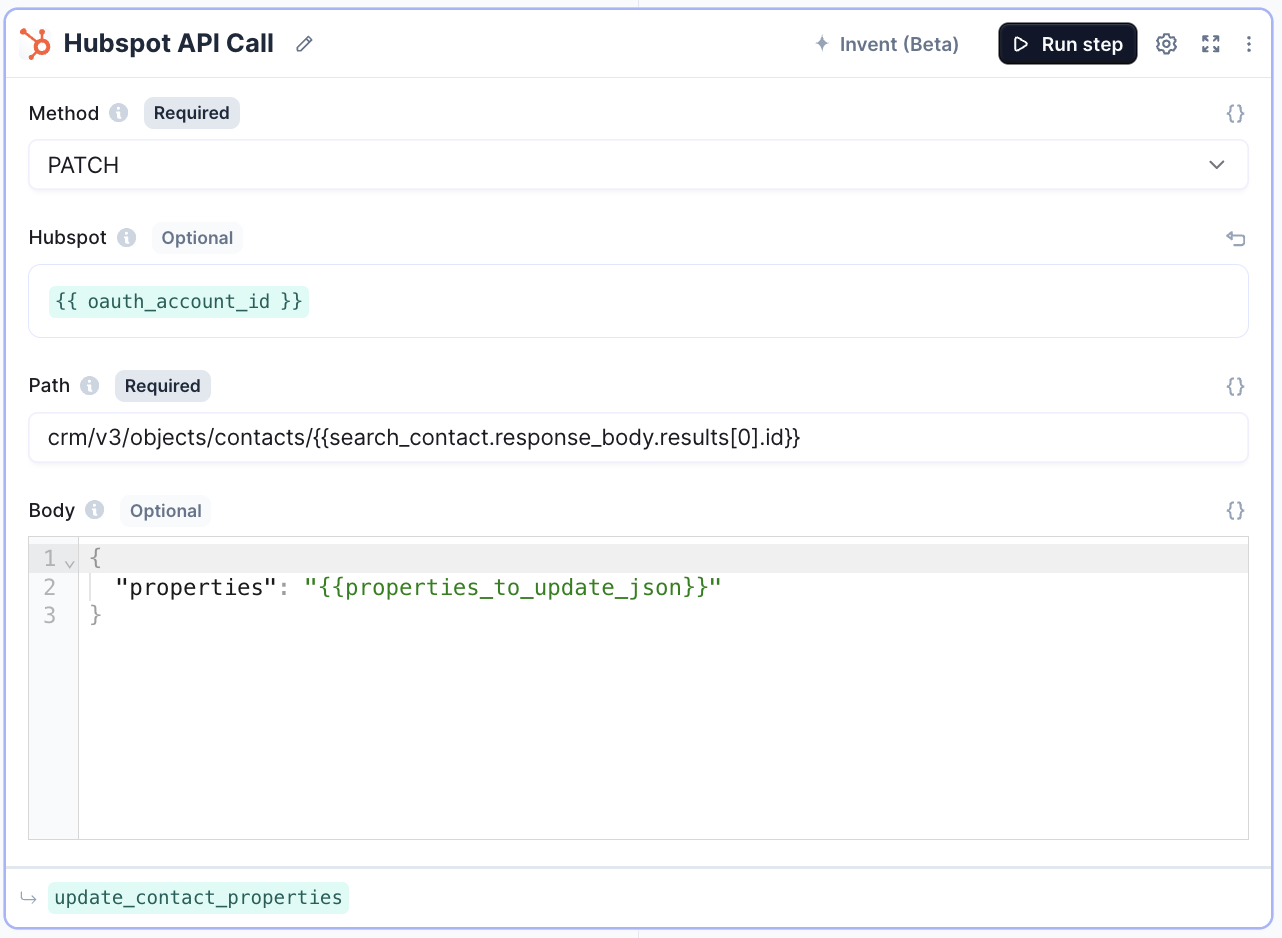 Hubspot API Call
Invent (Beta)
Run step
Method i Required
{}
PATCH
Hubspot i Optional
{{ oauth_account_id }}
Path i Required
{}
crm/v3/objects/contacts/{{search_contact.response_body.results[0].id}}
Body i Optional
{}
1 {
2 "properties": "{{properties_to_update_json}}"
3 }
update_contact_properties